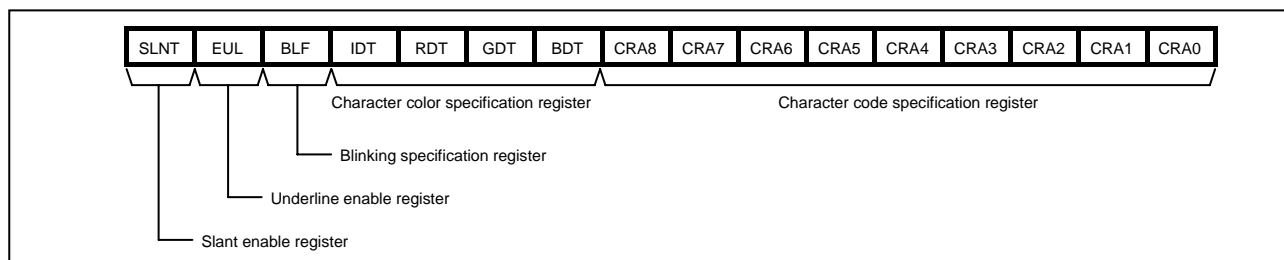 SLNT EUL BLF IDT RDT GDT BDT CRA8 CRA7 CRA6 CRA5 CRA4 CRA3 CRA2 CRA1 CRA0
Character color specification register Character code specification register
Blinking specification register
Underline enable register
Slant enable register